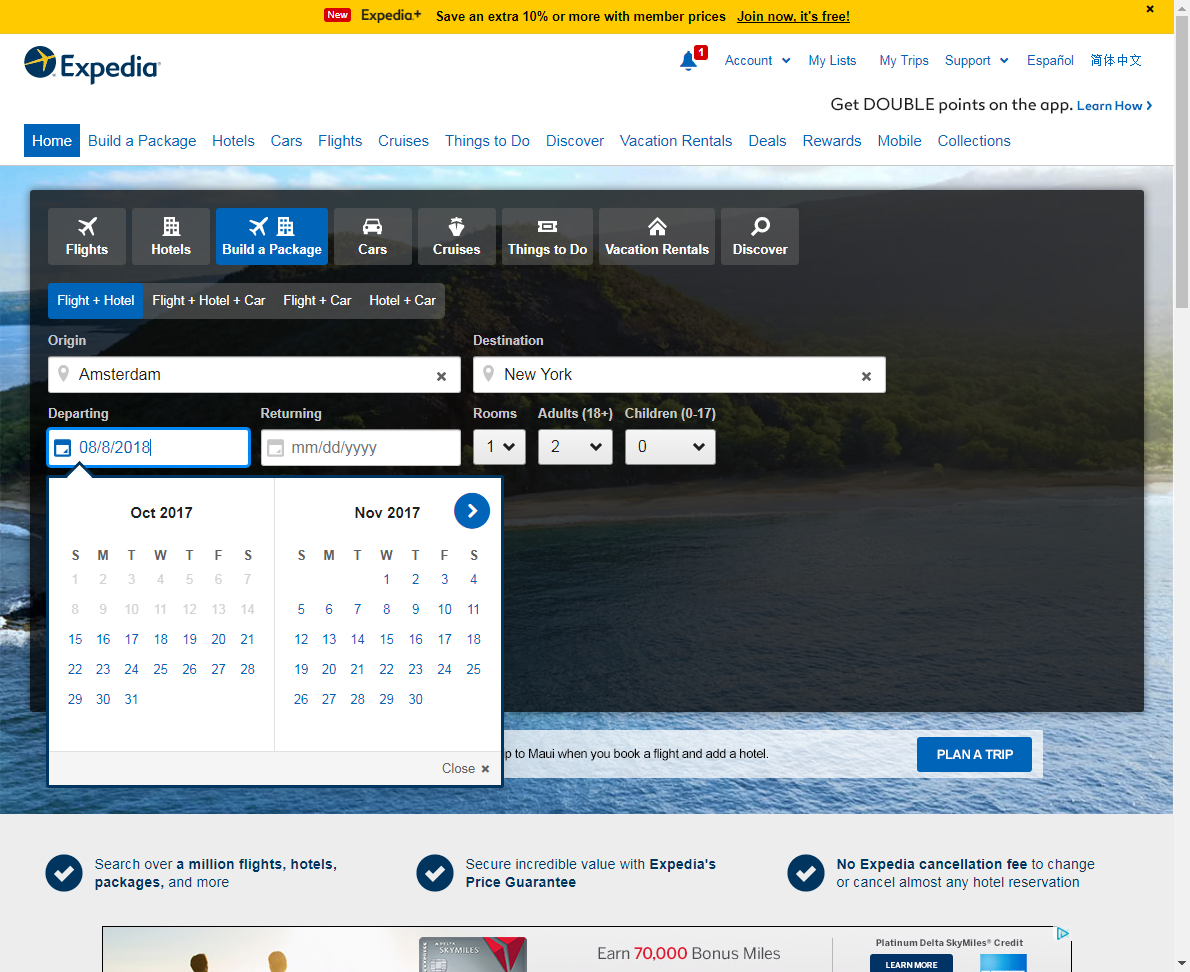 New Expedia+ Save an extra 10% or more with member prices Join now, it's free!
Expedia
1 Account My Lists My Trips Support Español 简体中文
Get DOUBLE points on the app. Learn How
Home Build a Package Hotels Cars Flights Cruises Things to Do Discover Vacation Rentals Deals Rewards Mobile Collections
Flights Hotels Build a Package Cars Cruises Things to Do Vacation Rentals Discover
Flight + Hotel Flight + Hotel + Car Flight + Car Hotel + Car
Origin Destination
Amsterdam New York
Departing Returning Rooms Adults (18+) Children (0-17)
08/8/2018 mm/dd/yyyy 1 2 0
Oct 2017 Nov 2017
S M T W T F S S M T W T F S
1 2 3 4 5 6 7 1 2 3 4
8 9 10 11 12 13 14 5 6 7 8 9 10 11
15 16 17 18 19 20 21 12 13 14 15 16 17 18
22 23 24 25 26 27 28 19 20 21 22 23 24 25
29 30 31 26 27 28 29 30
p to Maui when you book a flight and add a hotel. PLAN A TRIP
Close
Search over a million flights, hotels, Secure incredible value with Expedia's No Expedia cancellation fee to change
packages, and more Price Guarantee or cancel almost any hotel reservation
DELTA
SKYMILES
Earn 70,000 Bonus Miles
Platinum Delta SkyMiles® Credit
LEARN MORE